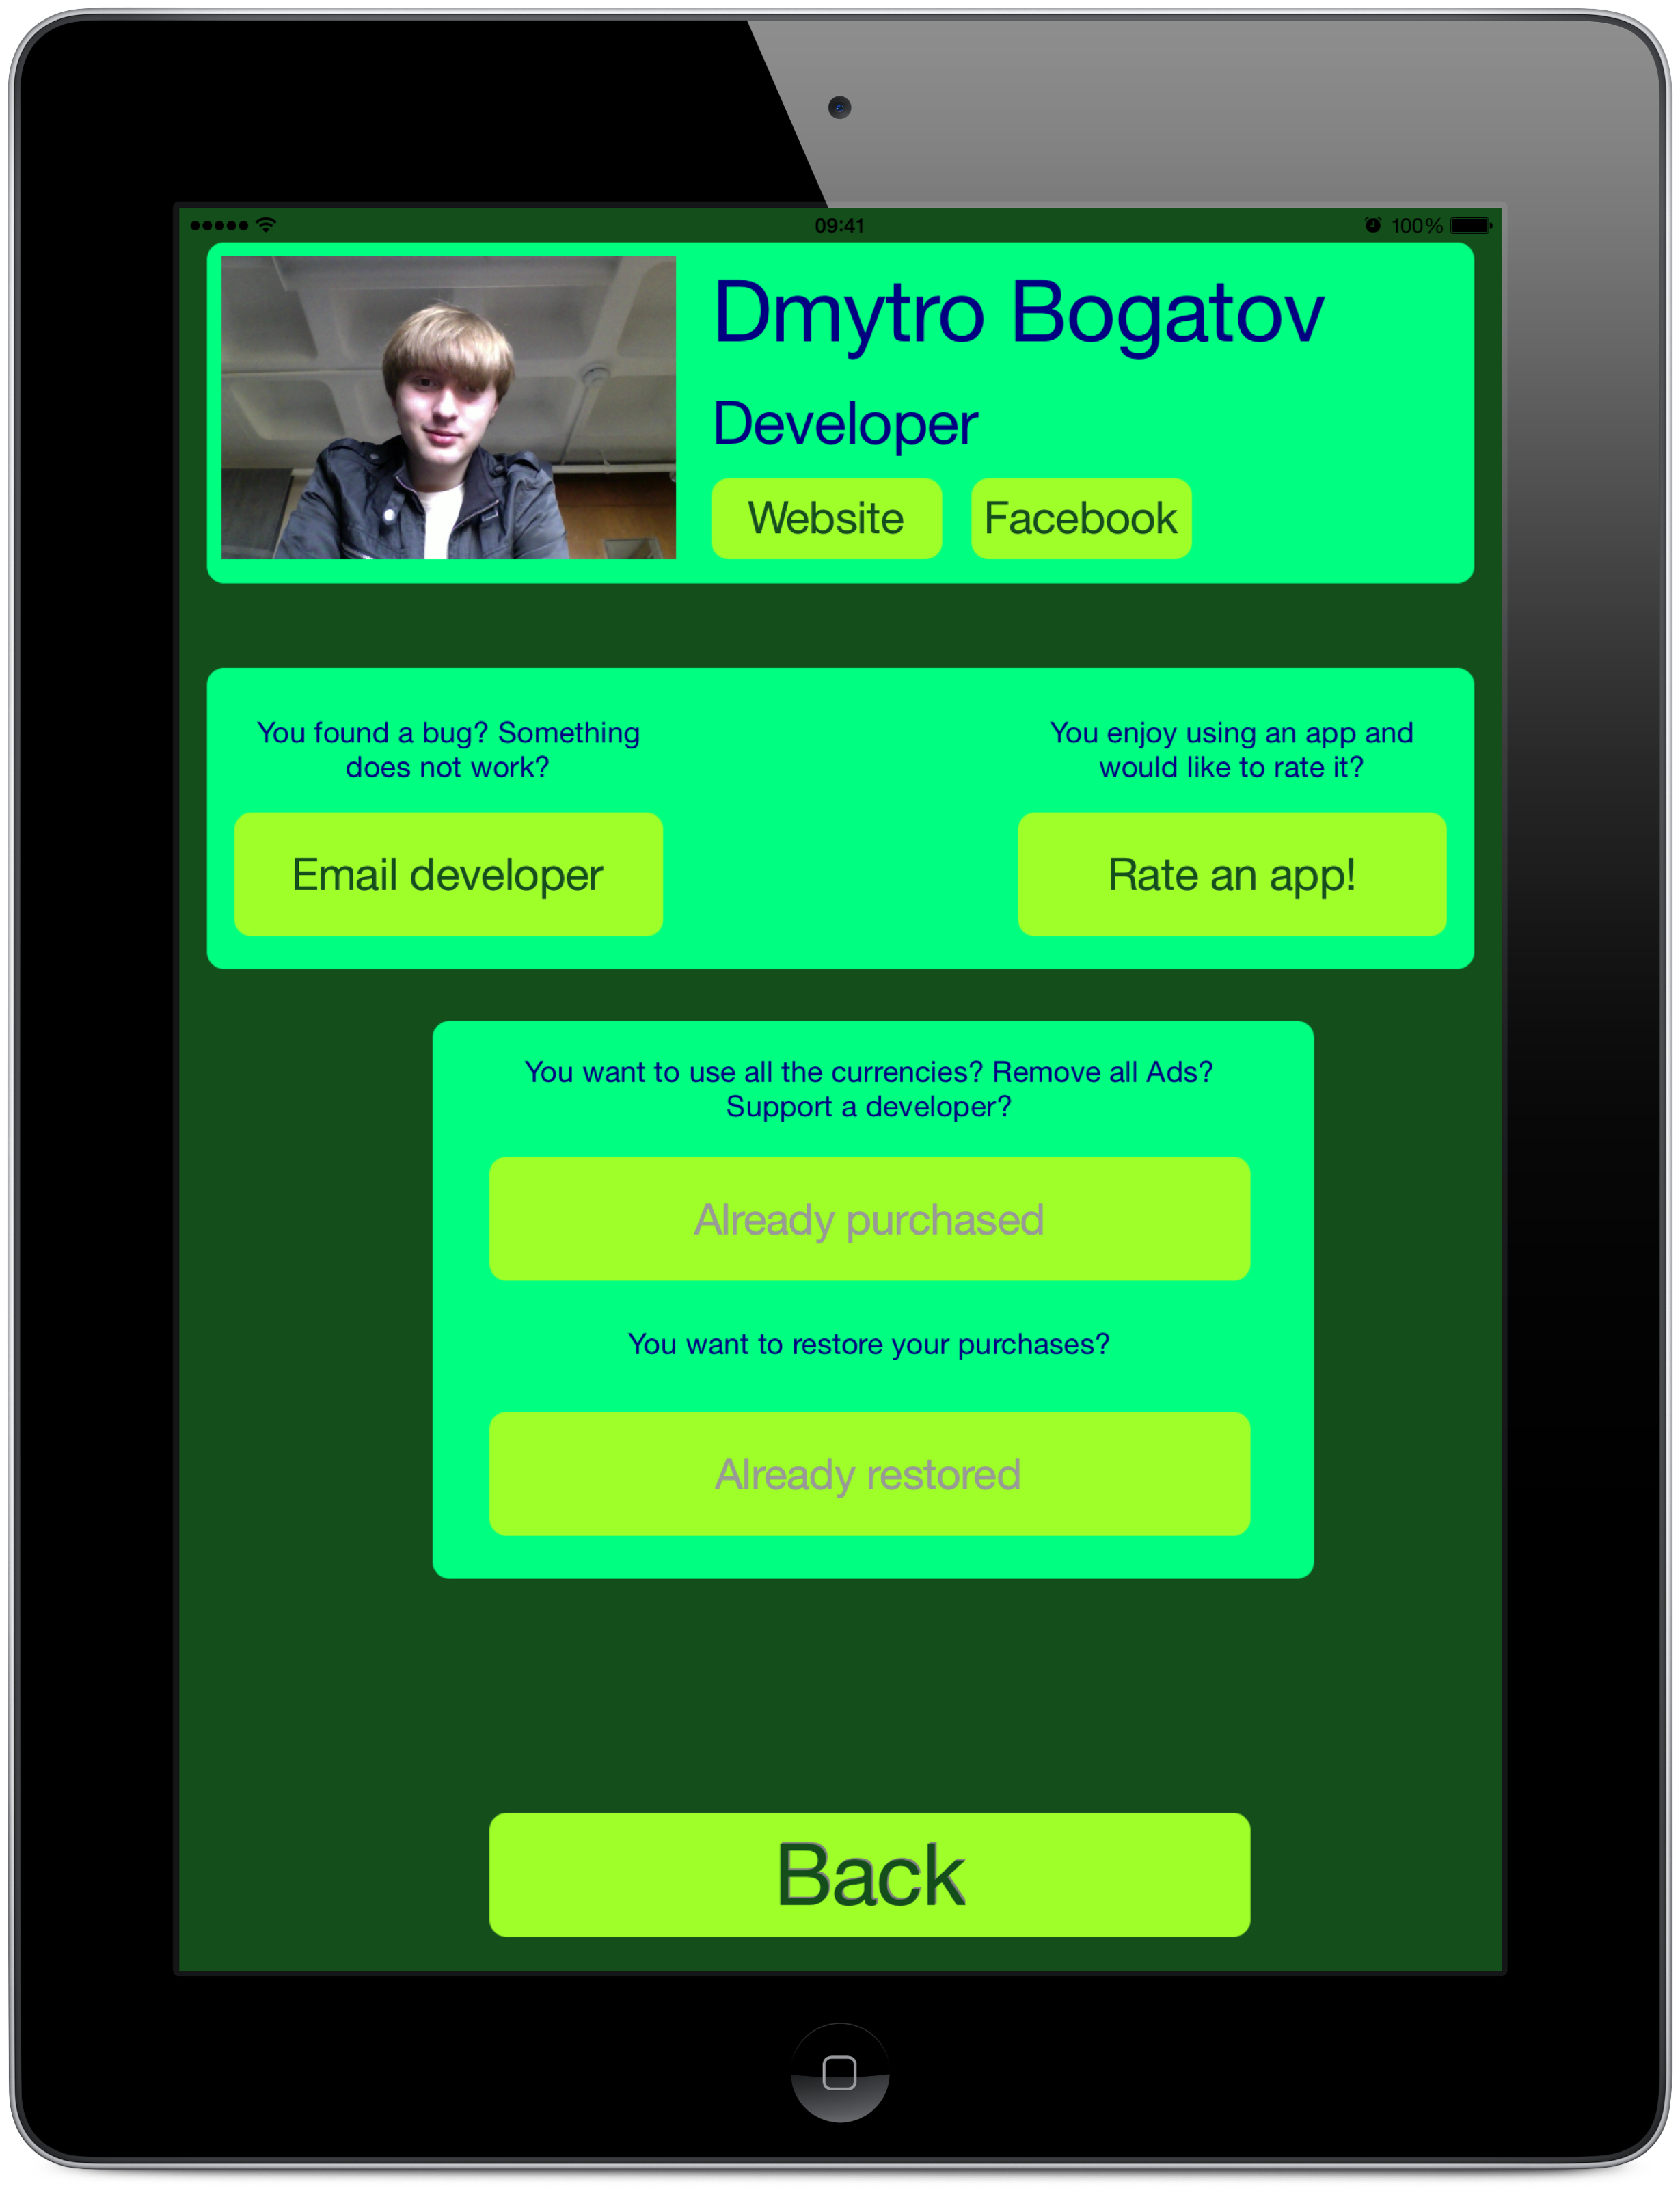 09:41
100%
Dmytro Bogatov
Developer
Website
Facebook
You found a bug? Something
does not work?
Email developer
You enjoy using an app and
would like to rate it?
Rate an app!
You want to use all the currencies? Remove all Ads?
Support a developer?
Already purchased
You want to restore your purchases?
Already restored
Back